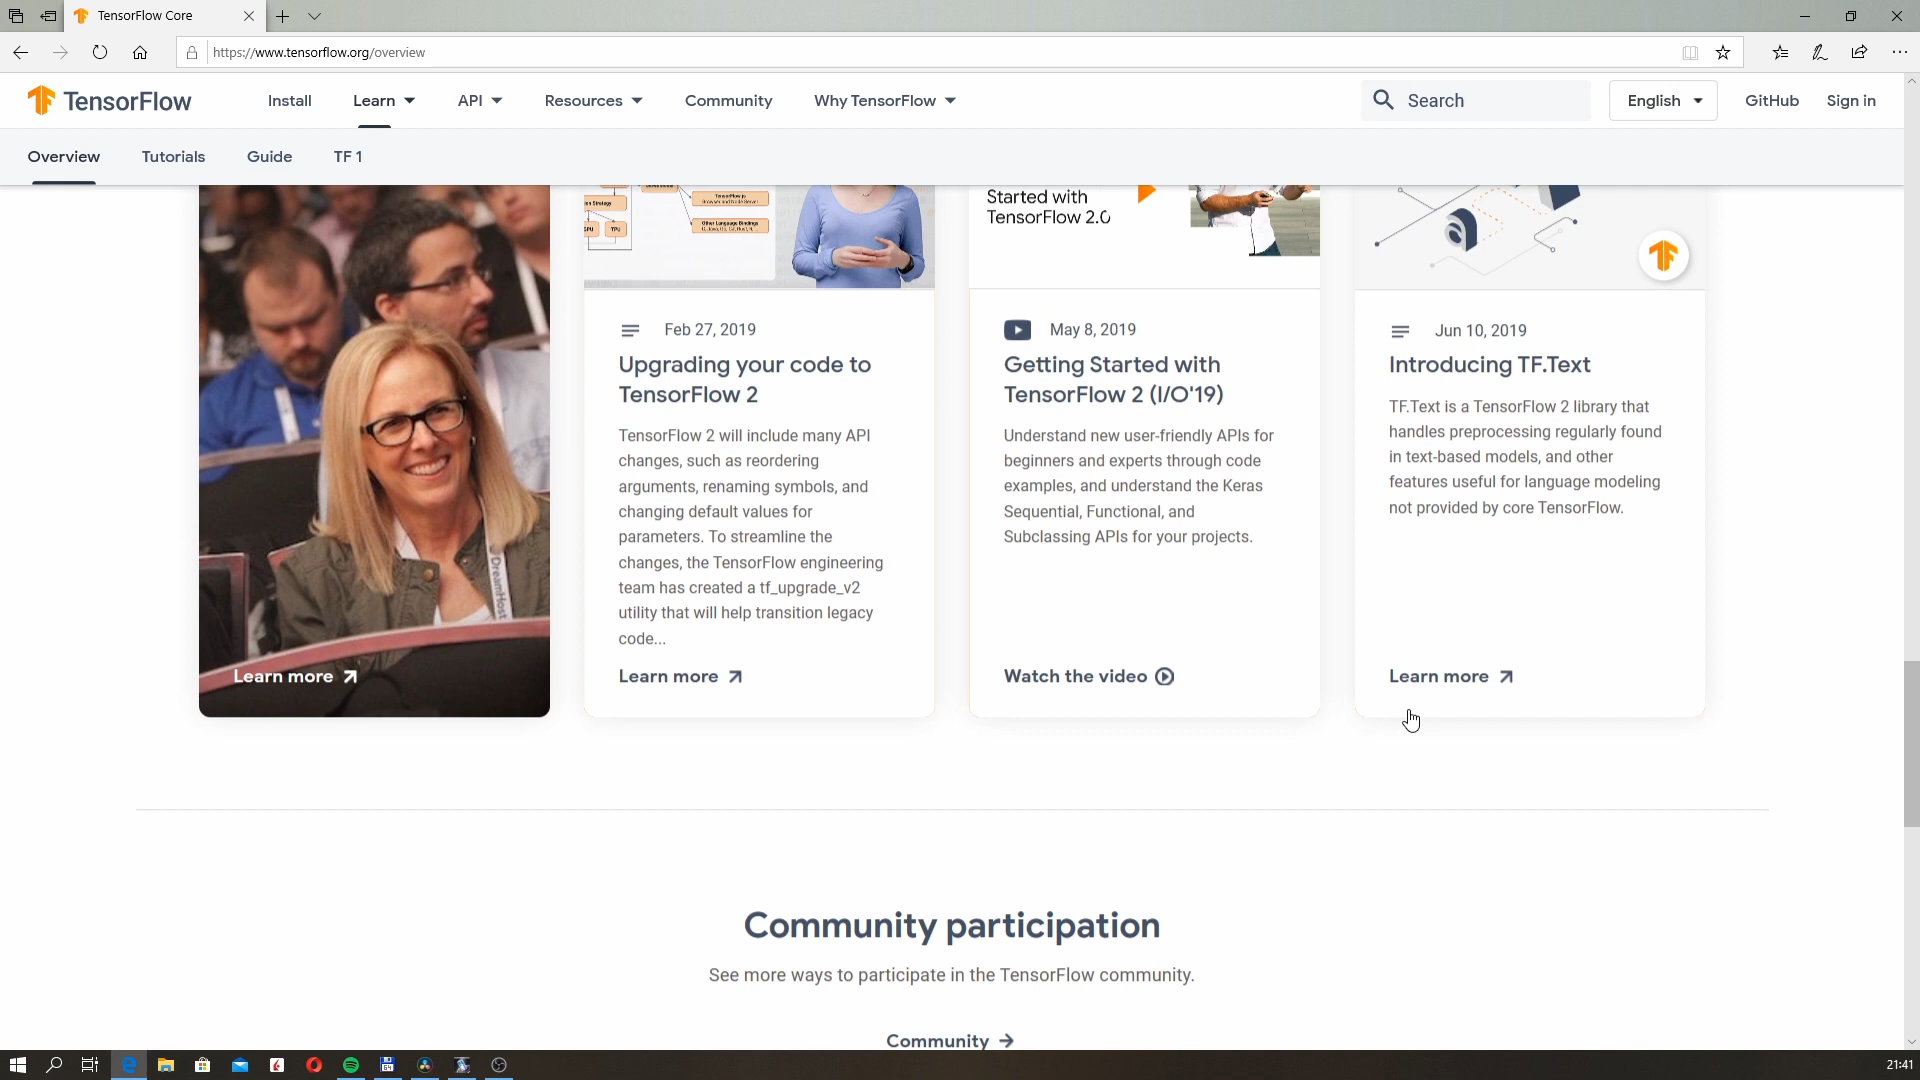 TensorFlow Core
https://www.tensorflow.org/overview
TensorFlow
Install
Learn
API
Resources
Community
Why TensorFlow
Search
English
GitHub
Sign in
Overview
Tutorials
Guide
TF 1
DreamHost
Learn more
TPU
Feb 27, 2019
Upgrading your code to
TensorFlow 2
TensorFlow 2 will include many API
changes, such as reordering
arguments, renaming symbols, and
changing default values for
parameters. To streamline the
changes, the TensorFlow engineering
team has created a tf_upgrade_v2
utility that will help transition legacy
code...
Learn more
Started with
TensorFlow 2.0
May 8, 2019
Getting Started with
TensorFlow 2 (I/O'19)
Understand new user-friendly APIs for
beginners and experts through code
examples, and understand the Keras
Sequential, Functional, and
Subclassing APIs for your projects.
Watch the video
Jun 10, 2019
Introducing TF.Text
TF.Text is a TensorFlow 2 library that
handles preprocessing regularly found
in text-based models, and other
features useful for language modeling
not provided by core TensorFlow.
Learn more
Community participation
See more ways to participate in the TensorFlow community.
Community
21:41